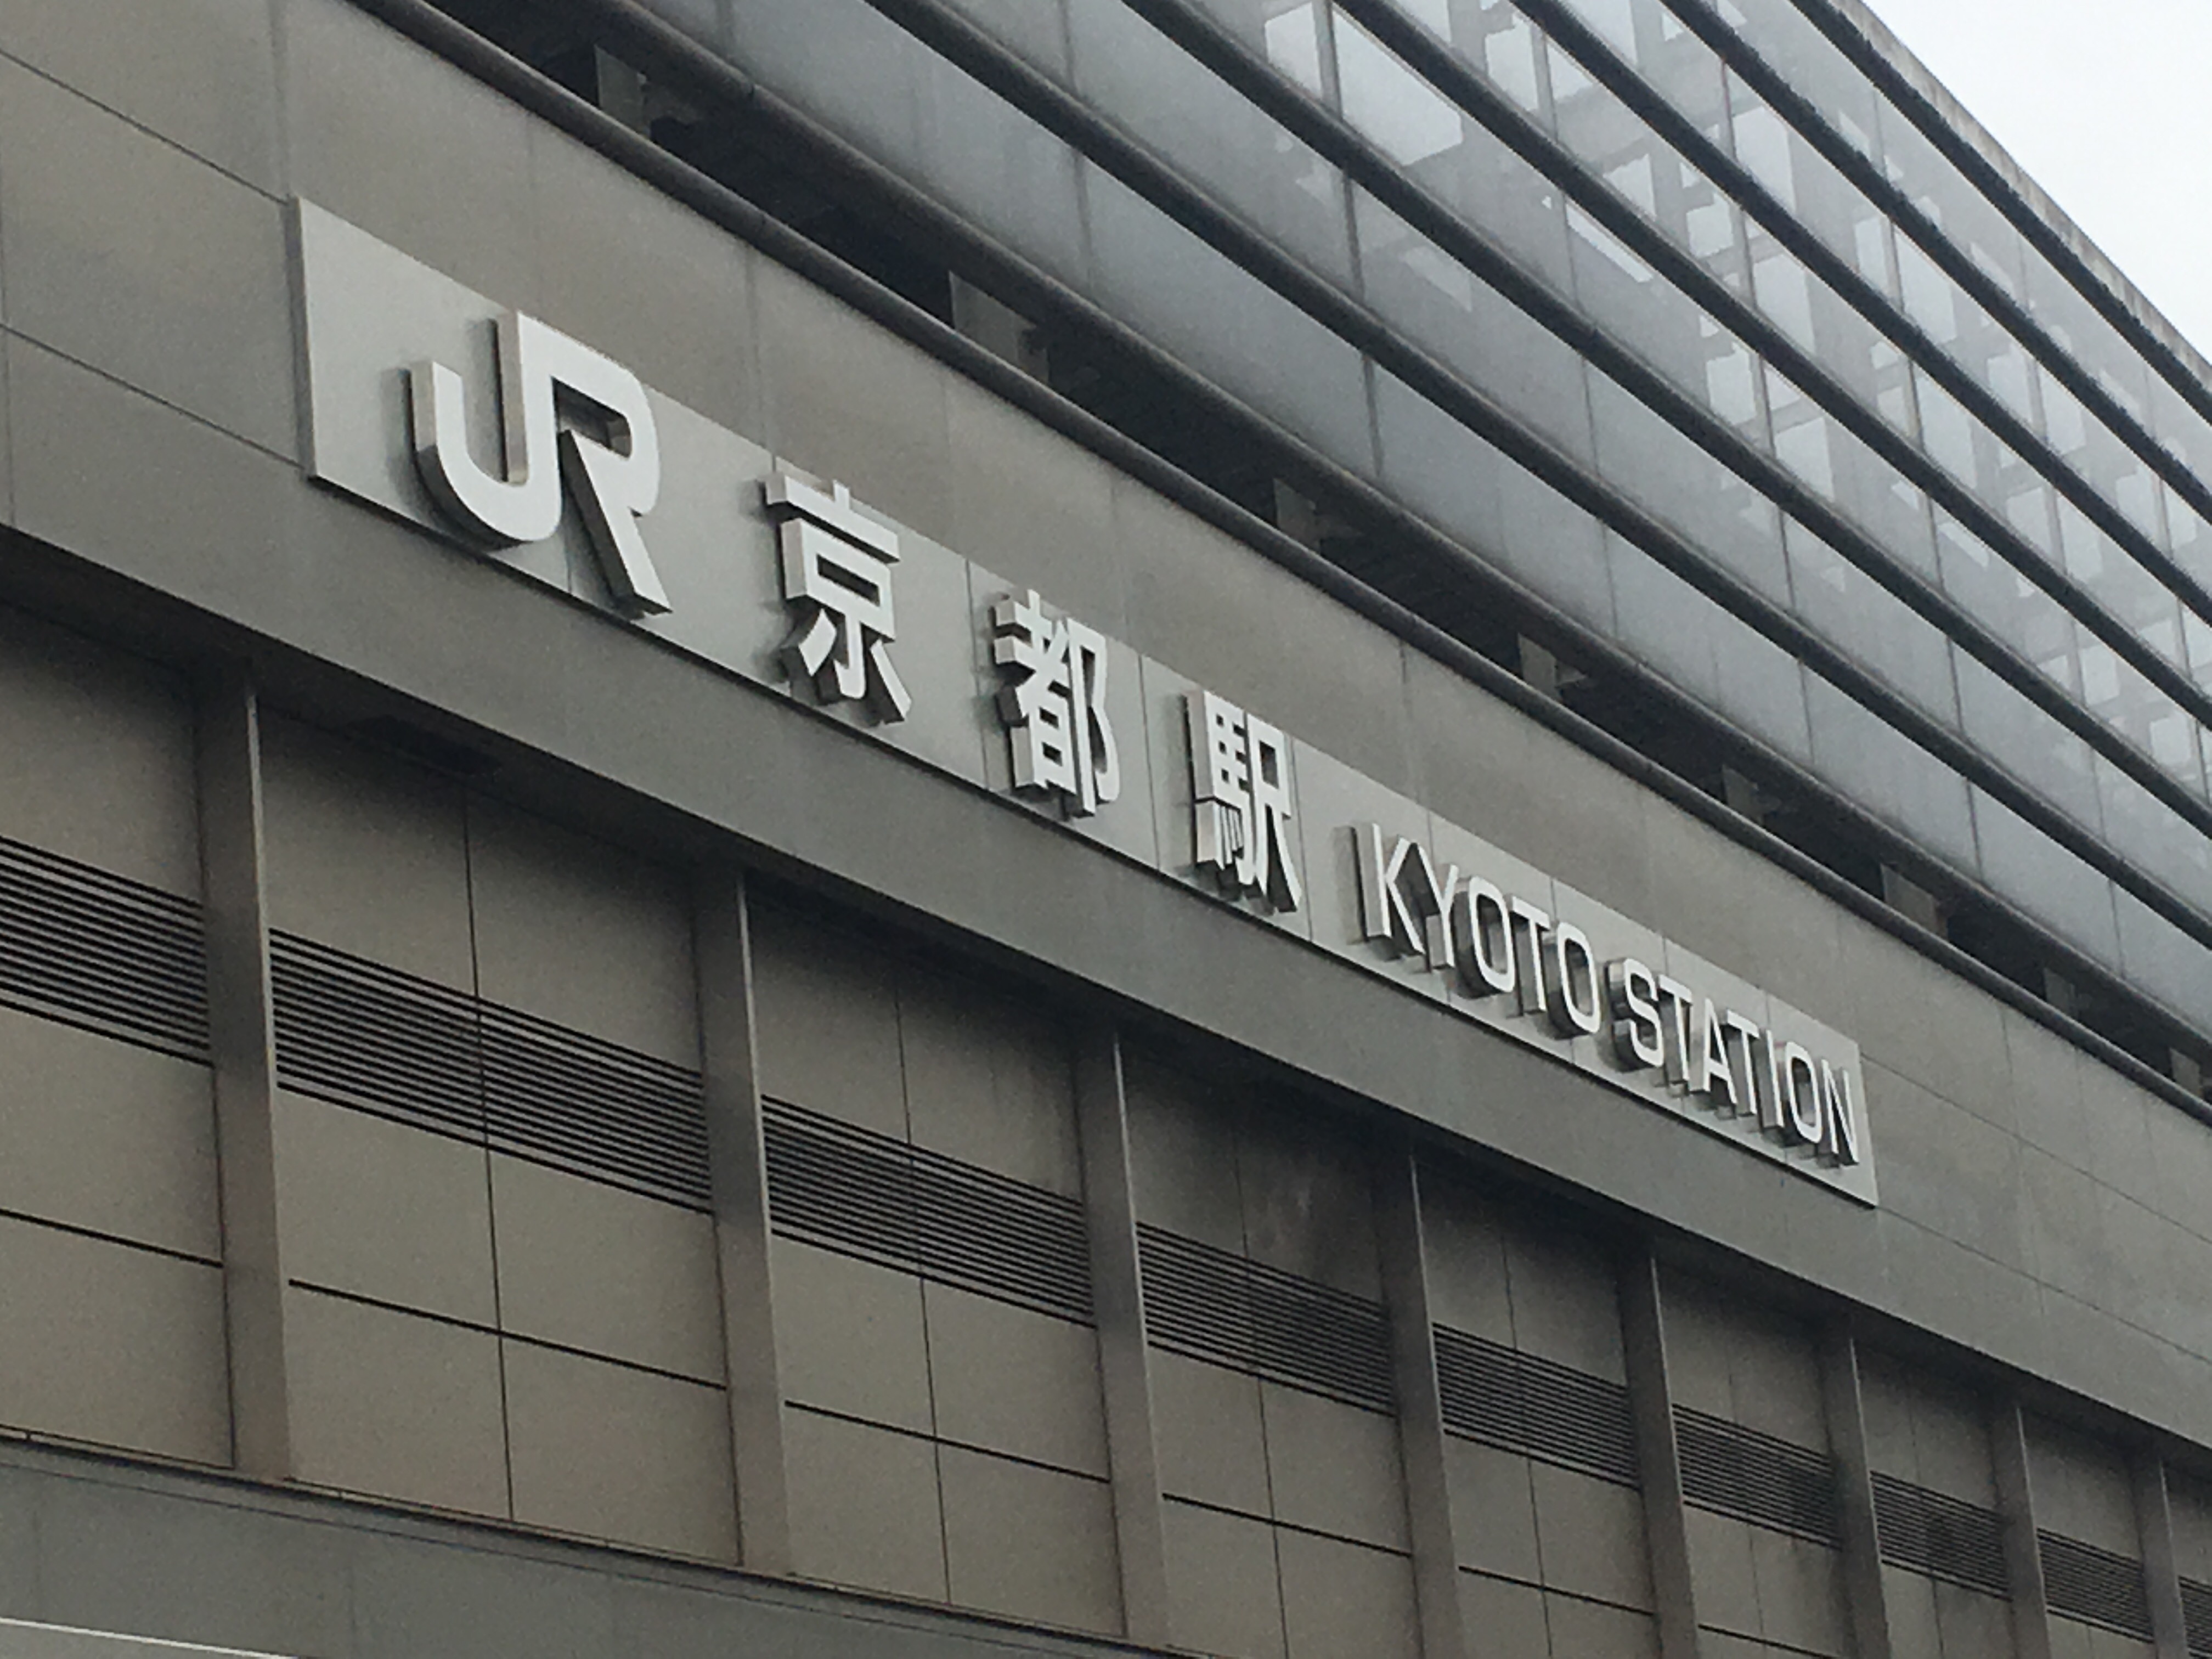 JR 京都駅 KYOTO STATION